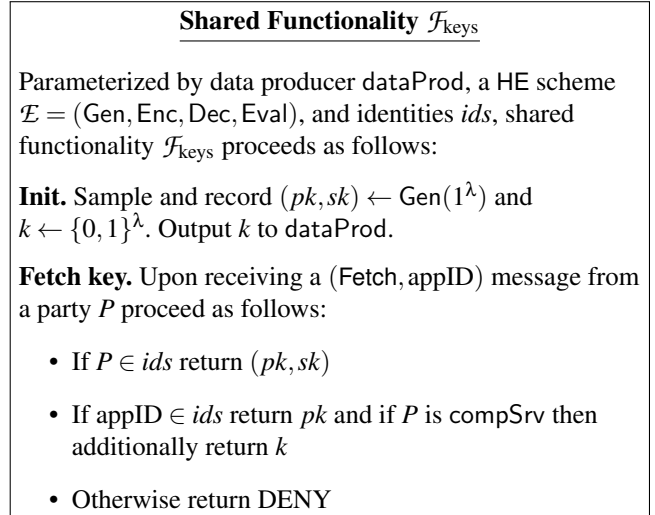 Shared Functionality ℱkeys
Parameterized by data producer dataProd, a HE scheme
ℰ = (Gen, Enc, Dec, Eval), and identities ids, shared
functionality ℱkeys proceeds as follows:
Init. Sample and record (pk, sk) ← Gen(1^λ) and
k ← {0, 1}^λ. Output k to dataProd.
Fetch key. Upon receiving a (Fetch, appID) message from
a party P proceed as follows:
• If P ∈ ids return (pk, sk)
• If appID ∈ ids return pk and if P is compSrv then
additionally return k
• Otherwise return DENY